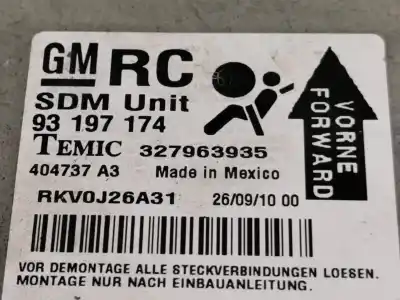 GM RC
SDM Unit
93 197 174
TEMIC 327963935
404737 A3 Made in Mexico
RKV0J26A31 26/09/10 00
VORNE
FORWARD
VOR DEMONTAGE ALLE STECKVERBINDUNGEN LOESEN.
MONTAGE NUR NACH EINBAUANLEITUNG.